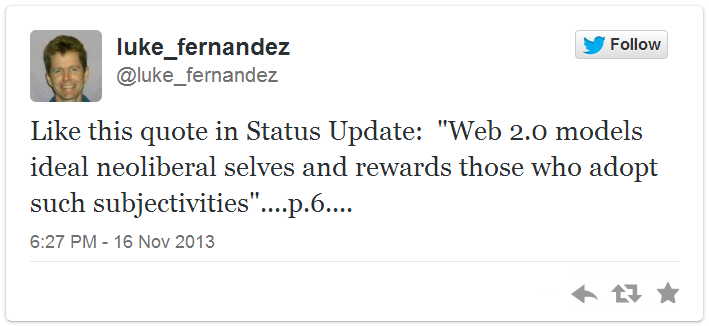 luke_fernandez
@luke_fernandez
Follow
Like this quote in Status Update:  "Web 2.0 models
ideal neoliberal selves and rewards those who adopt
such subjectivities"....p.6....
6:27 PM - 16 Nov 2013